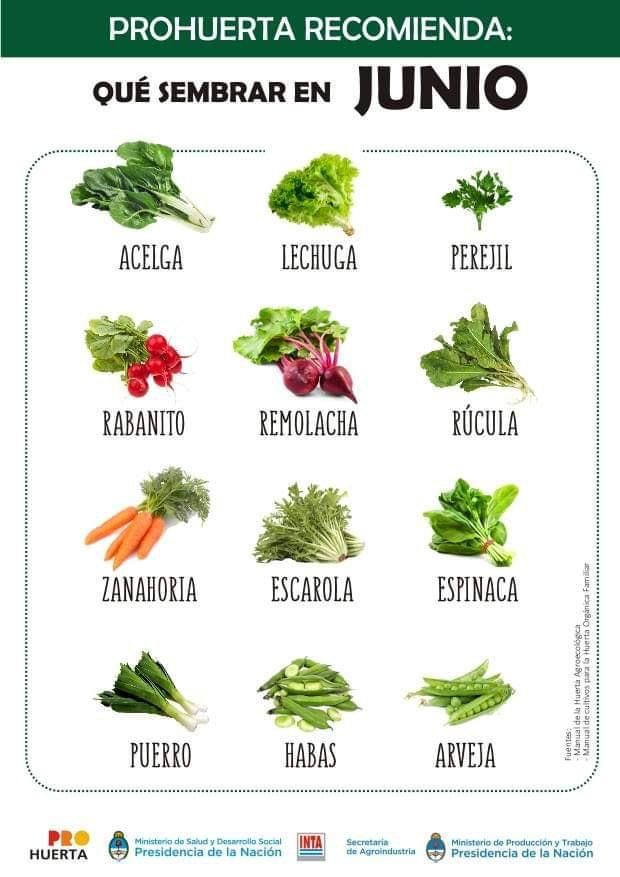 PROHUERTA RECOMIENDA:
QUÉ SEMBRAR EN JUNIO
ACELGA
LECHUGA
PEREJIL
RABANITO
REMOLACHA
RÚCULA
ZANAHORIA
ESCAROLA
ESPINACA
PUERRO
HABAS
ARVEJA
Fuentes:
- Manual de la Huerta Agroecológica
- Manual de cultivos para la Huerta Orgánica Familiar
PRO
HUERTA
Ministerio de Salud y Desarrollo Social
Presidencia de la Nación
INTA
Secretaría
de Agroindustria
Ministerio de Producción y Trabajo
Presidencia de la Nación